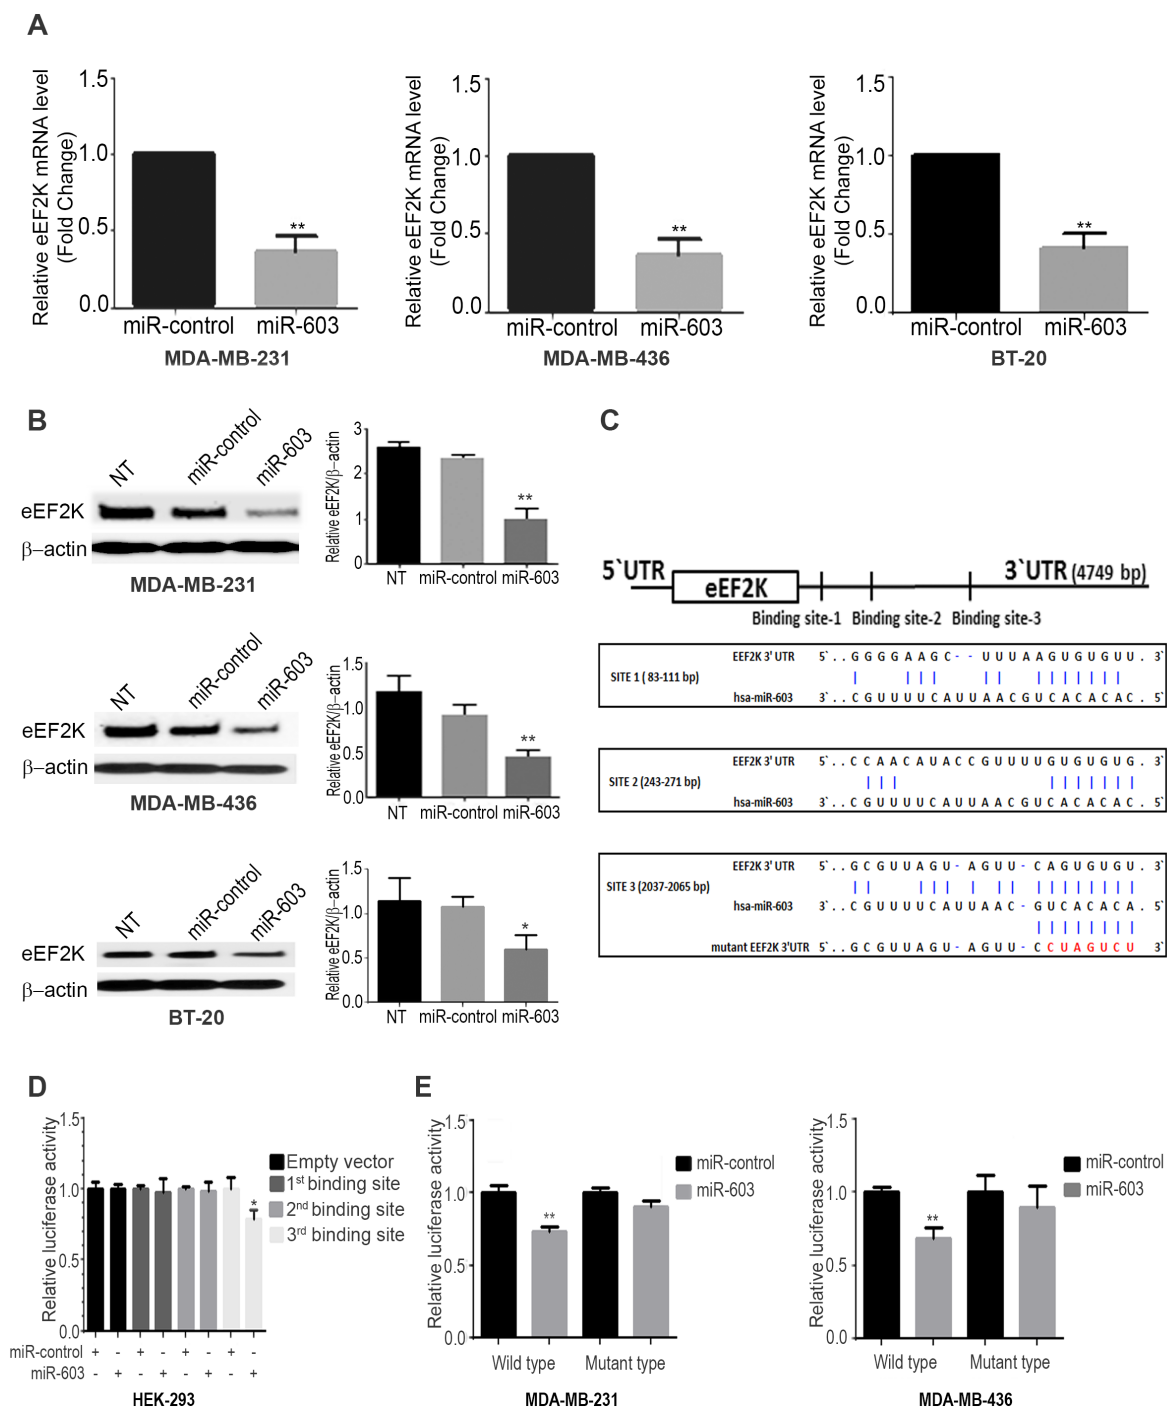 A
Relative eEF2K mRNA level
(Fold Change)
1.5
1.0
0.5
0.0
**
miR-control miR-603
MDA-MB-231
Relative eEF2K mRNA level
(Fold Change)
1.5
1.0
0.5
0.0
**
miR-control miR-603
MDA-MB-436
Relative eEF2K mRNA level
(Fold Change)
1.5
1.0
0.5
0.0
**
miR-control miR-603
BT-20
B
NT miR-control miR-603
eEF2K
β–actin
MDA-MB-231
Relative eEF2K/β–actin
3
2
1
0
**
NT miR-control miR-603
NT miR-control miR-603
eEF2K
β–actin
MDA-MB-436
Relative eEF2K/β–actin
1.5
1.0
0.5
0.0
**
NT miR-control miR-603
NT miR-control miR-603
eEF2K
β–actin
BT-20
Relative eEF2K/β–actin
1.5
1.0
0.5
0.0
*
NT miR-control miR-603
C
5`UTR eEF2K 3`UTR (4749 bp)
Binding site-1 Binding site-2 Binding site-3
EEF2K 3' UTR 5`. . G G G G A A G C - - U U U A A G U G U G U U . 3`
SITE 1 ( 83-111 bp)
hsa-miR-603 3`. . C G U U U U C A U U A A C G U C A C A C A C . 5`
EEF2K 3' UTR 5`. . C C A A C A U A C C G U U U U G U G U G U G . 3`
SITE 2 (243-271 bp)
hsa-miR-603 3`. . C G U U U U C A U U A A C G U C A C A C A C . 5`
EEF2K 3' UTR 5`. . G C G U U A G U - A G U U - C A G U G U G U . 3`
SITE 3 (2037-2065 bp)
hsa-miR-603 3`. . C G U U U U C A U U A A C - G U C A C A C A . 5`
mutant EEF2K 3'UTR 5`. . G C G U U A G U - A G U U - C C U A G U C U 3`
D
Relative luciferase activity
1.5
1.0
0.5
0.0
*
Empty vector
1st binding site
2nd binding site
3rd binding site
miR-control + - + - + - + -
miR-603 - + - + - + - +
HEK-293
E
Relative luciferase activity
1.5
1.0
0.5
0.0
**
miR-control
miR-603
Wild type Mutant type
MDA-MB-231
Relative luciferase activity
1.5
1.0
0.5
0.0
**
miR-control
miR-603
Wild type Mutant type
MDA-MB-436